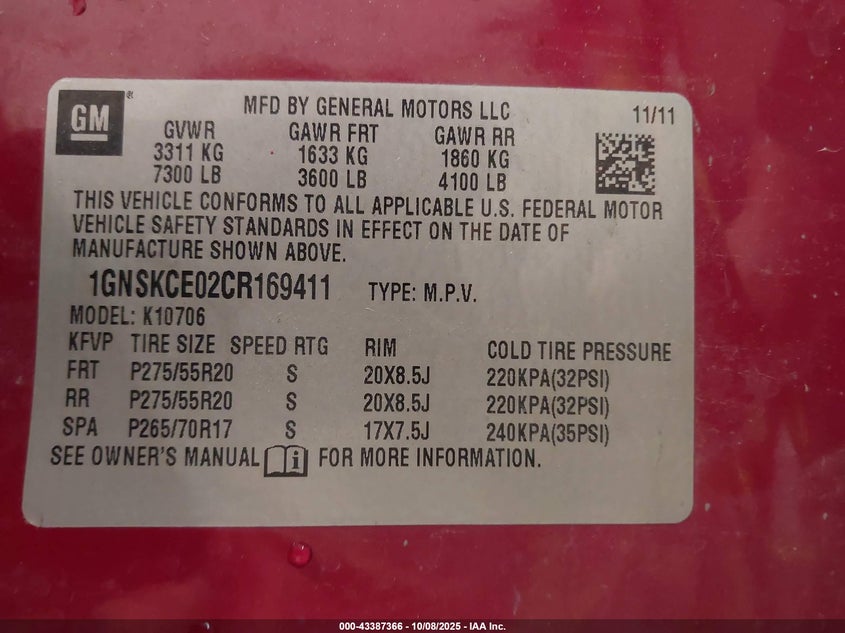 GM
MFD BY GENERAL MOTORS LLC 11/11
GVWR GAWR FRT GAWR RR
3311 KG 1633 KG 1860 KG
7300 LB 3600 LB 4100 LB
THIS VEHICLE CONFORMS TO ALL APPLICABLE U.S. FEDERAL MOTOR
VEHICLE SAFETY STANDARDS IN EFFECT ON THE DATE OF
MANUFACTURE SHOWN ABOVE.
1GNSKCE02CR169411 TYPE: M.P.V.
MODEL: K10706
KFVP TIRE SIZE SPEED RTG RIM COLD TIRE PRESSURE
FRT P275/55R20 S 20X8.5J 220KPA(32PSI)
RR P275/55R20 S 20X8.5J 220KPA(32PSI)
SPA P265/70R17 S 17X7.5J 240KPA(35PSI)
SEE OWNER'S MANUAL i FOR MORE INFORMATION.
000-43387366 - 10/08/2025 - IAA Inc.